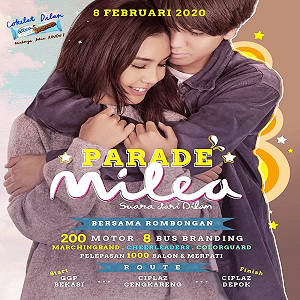 8 FEBRUARI 2020
Cokelat Dilan
PARADE
milea
Suara dari Dilan
BERSAMA ROMBONGAN
200 MOTOR 8 BUS BRANDING
MARCHINGBAND . CHEERLEADERS . COLORGUARD
PELEPASAN 1000 BALON & MERPATI
ROUTE
Start
GGP
BEKASI
...
CIPLAZ
CENGKARENG
...
Finish
CIPLAZ
DEPOK